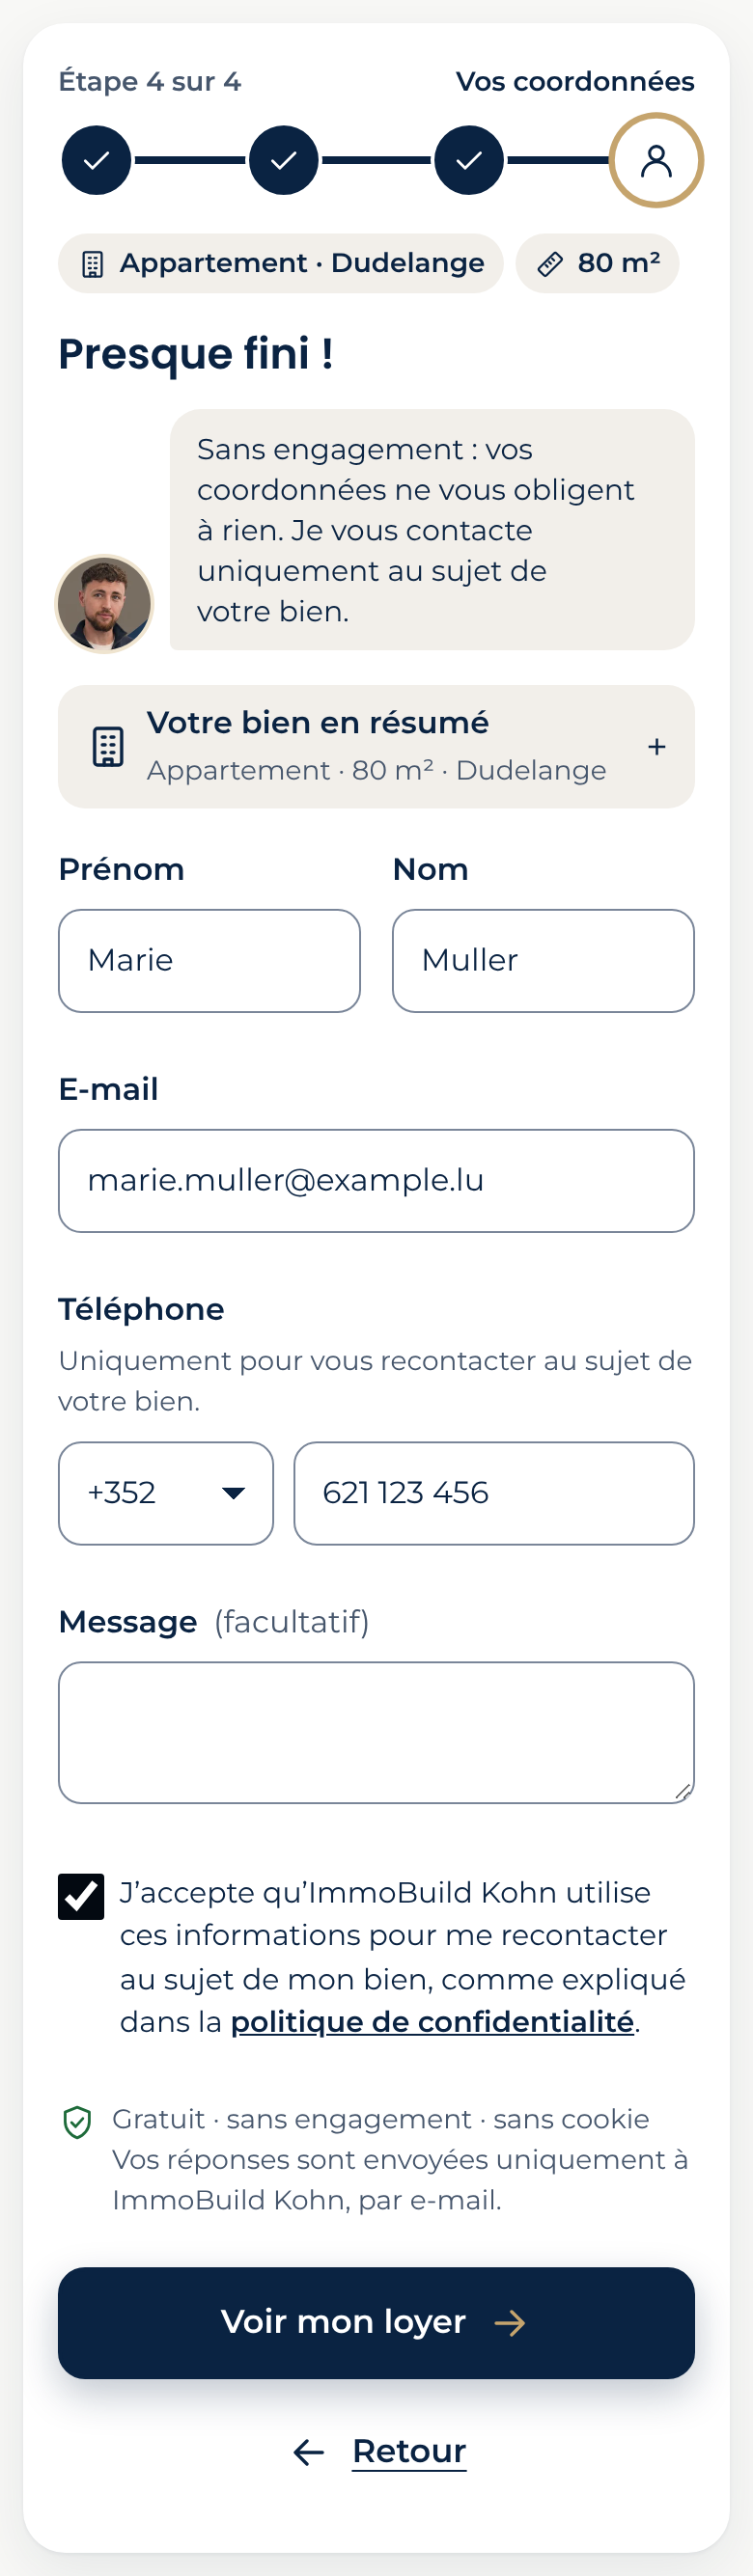 Étape 4 sur 4
Vos coordonnées
Appartement · Dudelange
80 m²
Presque fini !
Sans engagement : vos
coordonnées ne vous obligent
à rien. Je vous contacte
uniquement au sujet de
votre bien.
Votre bien en résumé
Appartement · 80 m² · Dudelange
+
Prénom
Nom
Marie
Muller
E-mail
marie.muller@example.lu
Téléphone
Uniquement pour vous recontacter au sujet de
votre bien.
+352
621 123 456
Message (facultatif)
J’accepte qu’ImmoBuild Kohn utilise
ces informations pour me recontacter
au sujet de mon bien, comme expliqué
dans la politique de confidentialité.
Gratuit · sans engagement · sans cookie
Vos réponses sont envoyées uniquement à
ImmoBuild Kohn, par e-mail.
Voir mon loyer →
← Retour